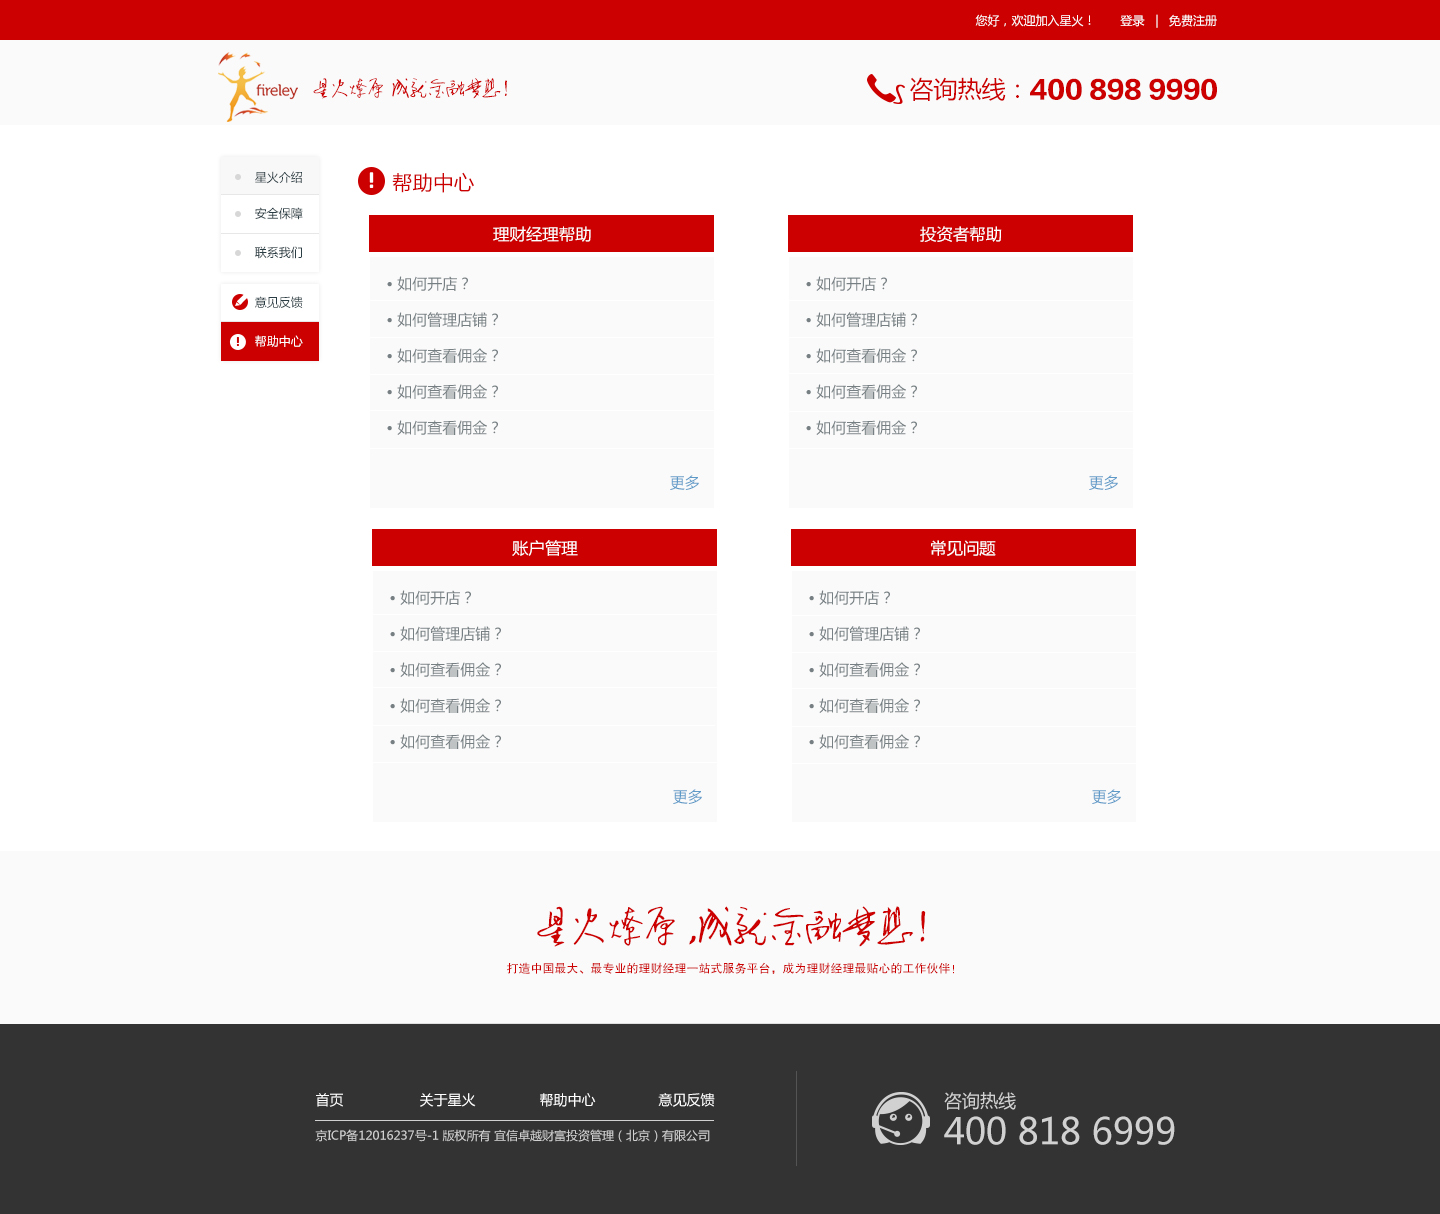 您好，欢迎加入星火！ 登录 | 免费注册
fireley 星火燎原 成就金融梦想！ 咨询热线：400 898 9990
星火介绍
安全保障
联系我们
意见反馈
帮助中心
帮助中心
理财经理帮助
• 如何开店？
• 如何管理店铺？
• 如何查看佣金？
• 如何查看佣金？
• 如何查看佣金？
更多
投资者帮助
• 如何开店？
• 如何管理店铺？
• 如何查看佣金？
• 如何查看佣金？
• 如何查看佣金？
更多
账户管理
• 如何开店？
• 如何管理店铺？
• 如何查看佣金？
• 如何查看佣金？
• 如何查看佣金？
更多
常见问题
• 如何开店？
• 如何管理店铺？
• 如何查看佣金？
• 如何查看佣金？
• 如何查看佣金？
更多
星火燎原，成就金融梦想！
打造中国最大、最专业的理财经理一站式服务平台，成为理财经理最贴心的工作伙伴！
首页 关于星火 帮助中心 意见反馈
京ICP备12016237号-1 版权所有 宜信卓越财富投资管理（北京）有限公司
咨询热线
400 818 6999